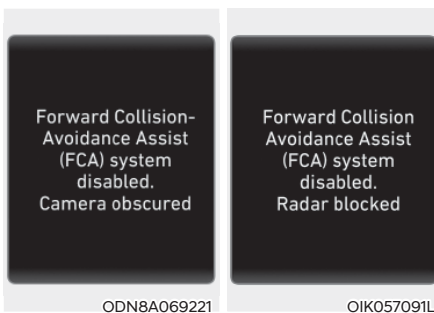 Forward Collision-
Avoidance Assist
(FCA) system
disabled.
Camera obscured
ODN8A069221
Forward Collision
Avoidance Assist
(FCA) system
disabled.
Radar blocked
OIK057091L